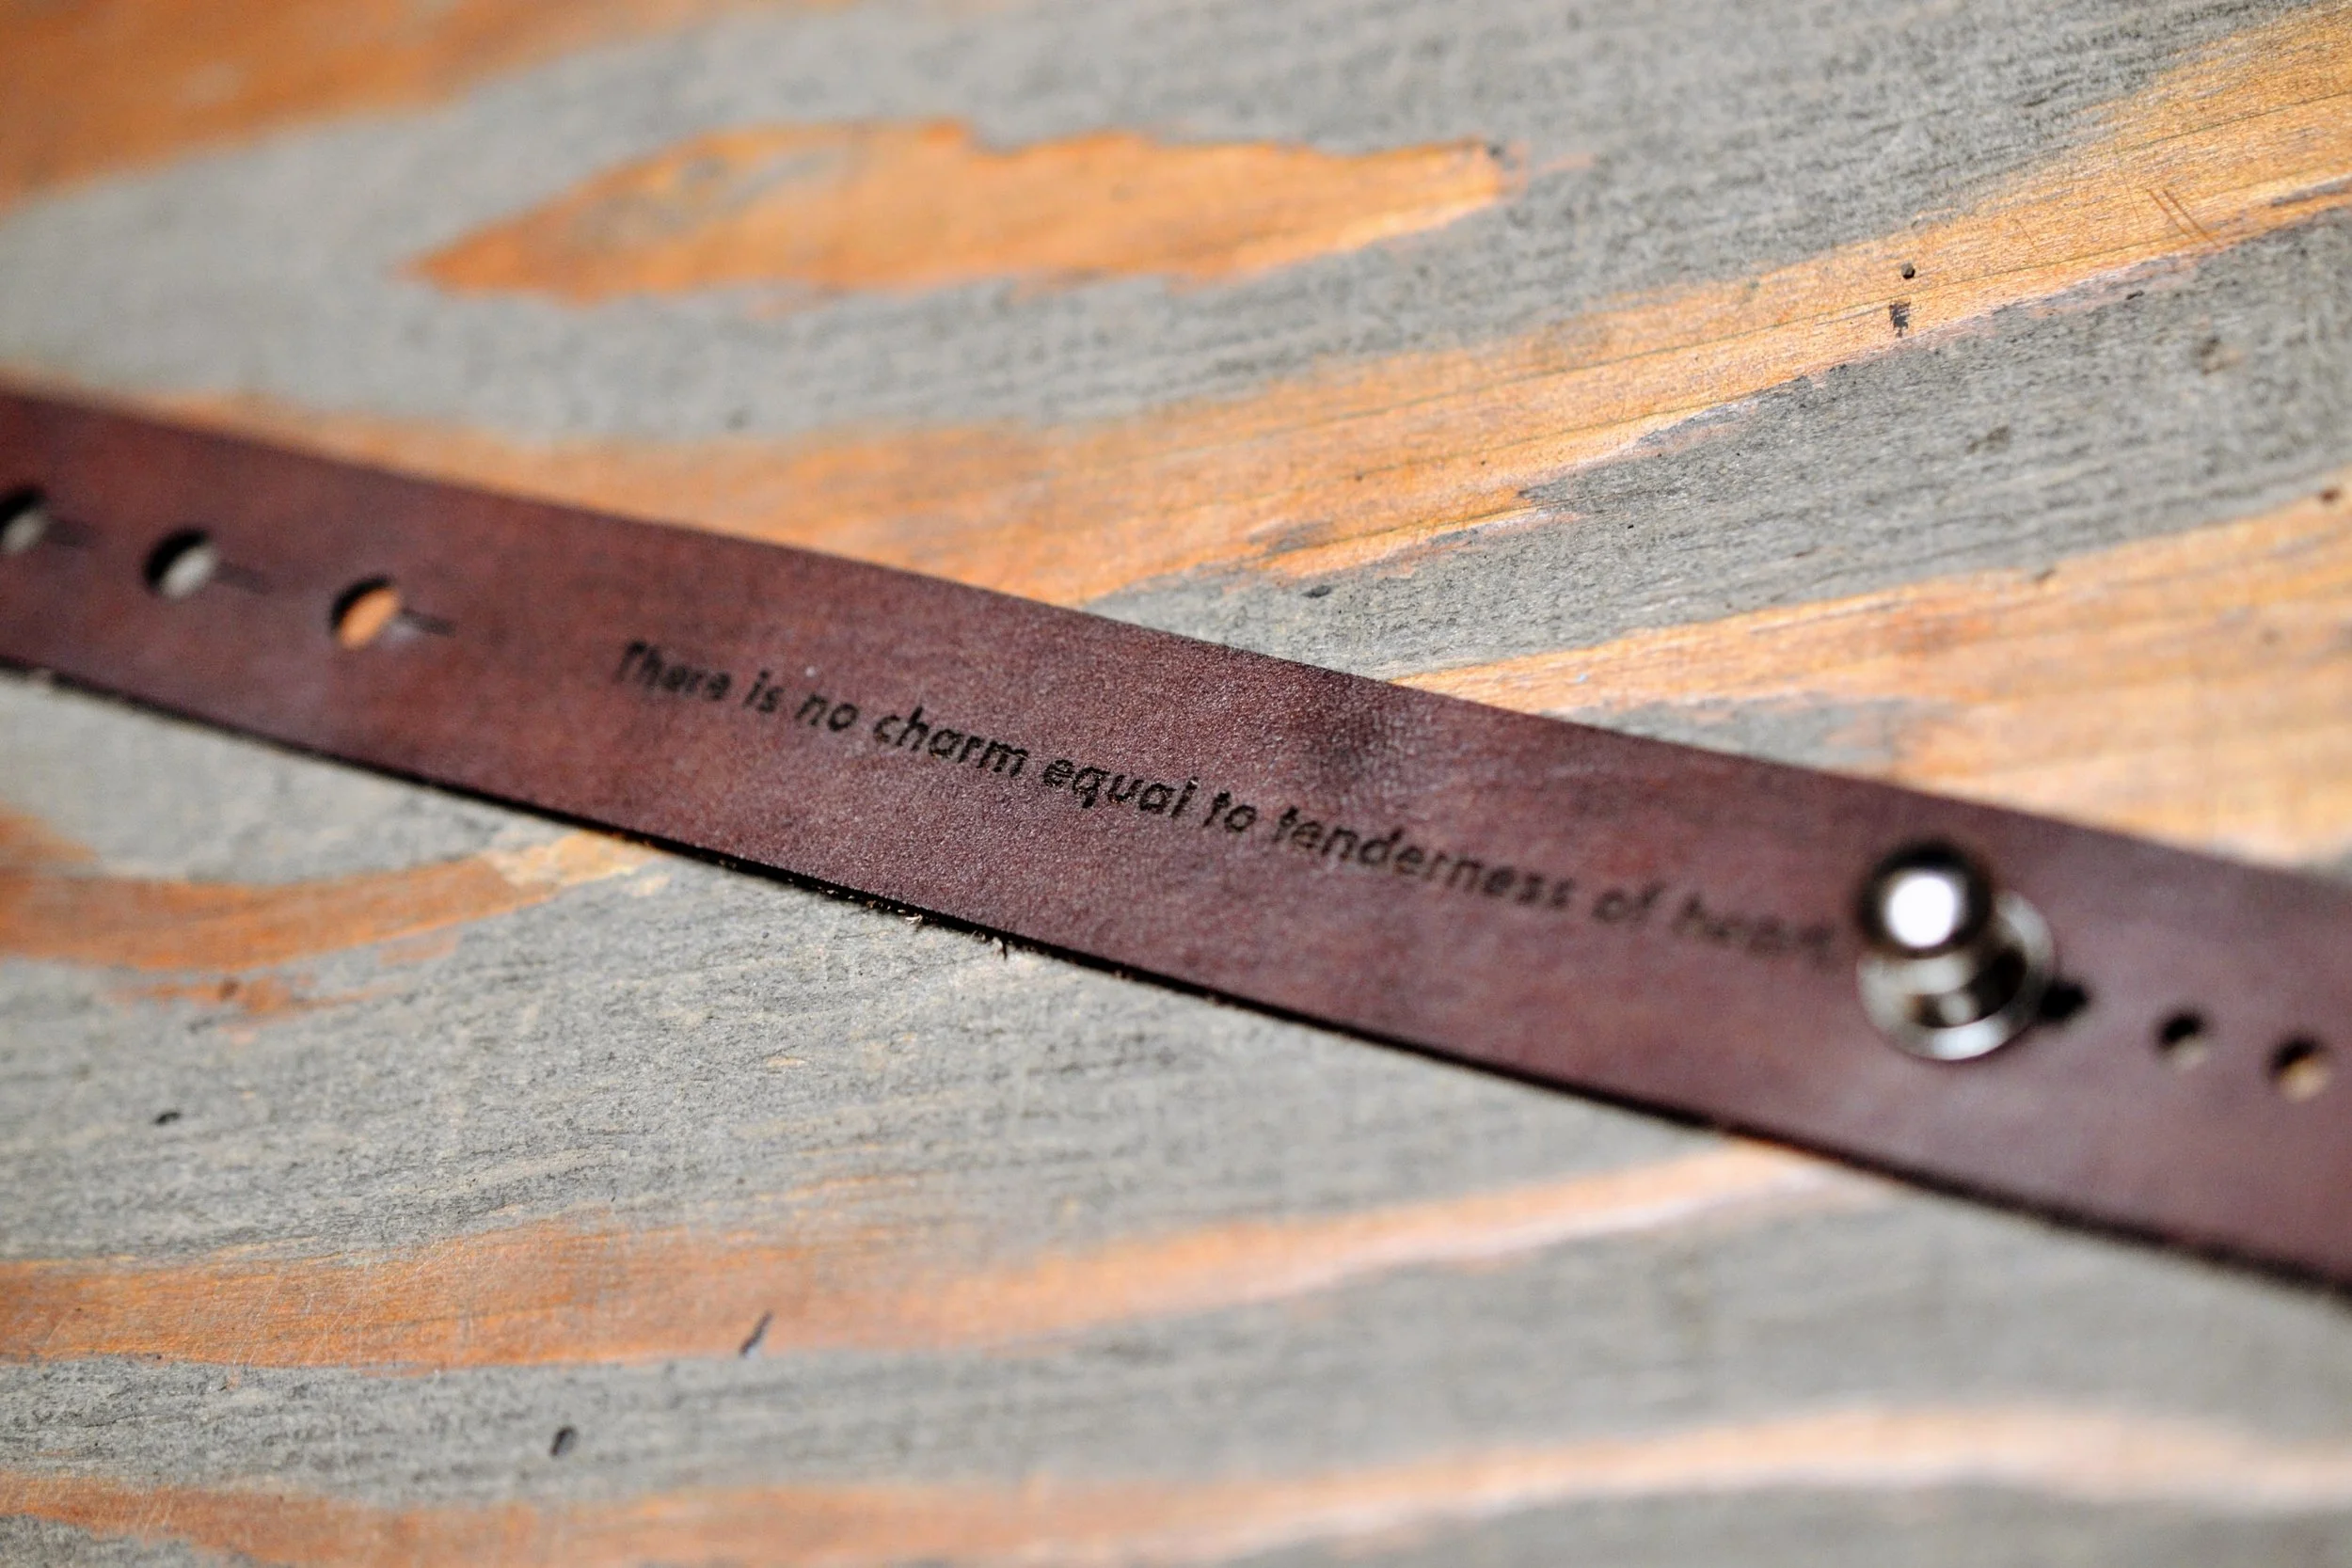 There is no charm equal to tenderness of heart